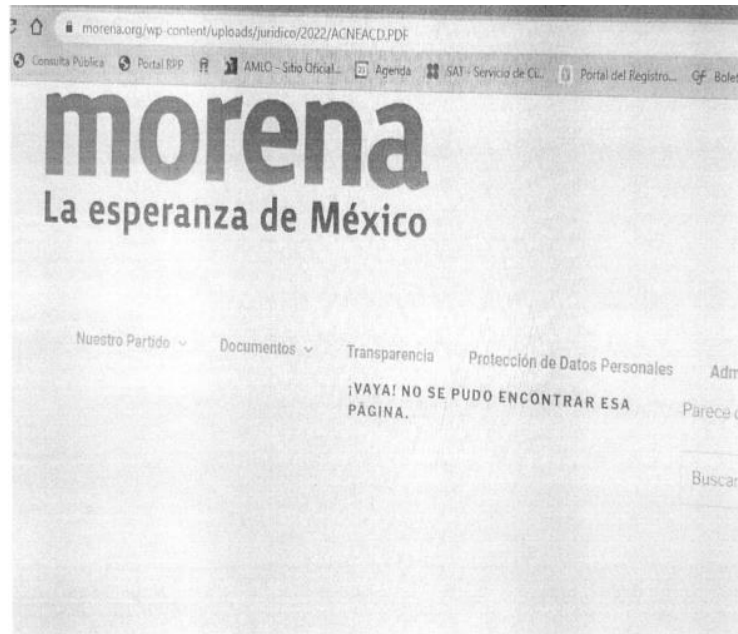 morena.org/wp-content/uploads/juridico/2022/ACNEACD.PDF
Consulta Pública Portal RPP AMLO - Sitio Oficial... Agenda SAT - Servicio de Ci... Portal del Registro... Bolet
morena
La esperanza de México
Nuestro Partido Documentos Transparencia Protección de Datos Personales Adm
¡VAYA! NO SE PUDO ENCONTRAR ESA
PÁGINA.
Parece
Buscar